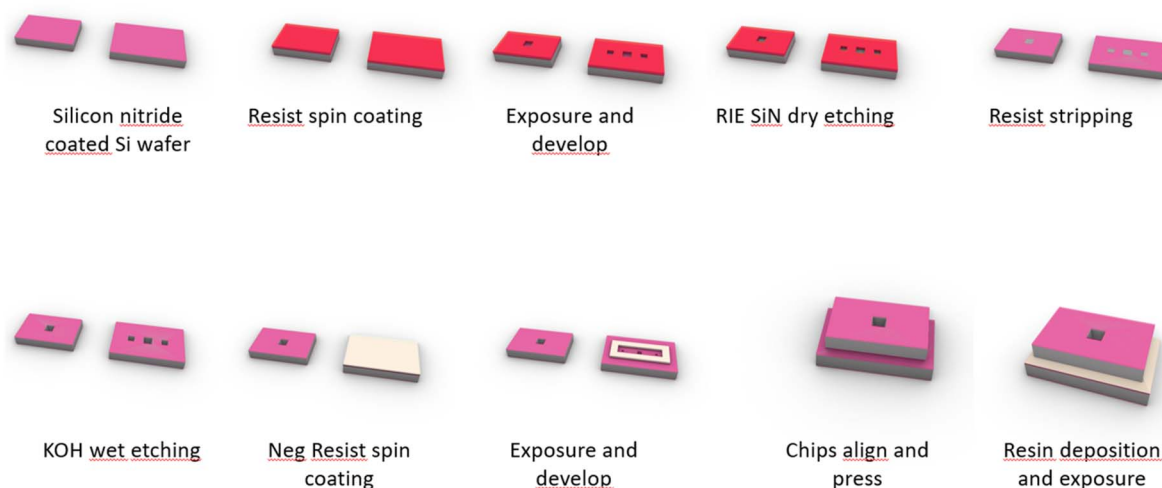 Silicon nitride
coated Si wafer
Resist spin coating
Exposure and
develop
RIE SiN dry etching
Resist stripping
KOH wet etching
Neg Resist spin
coating
Exposure and
develop
Chips align and
press
Resin deposition
and exposure